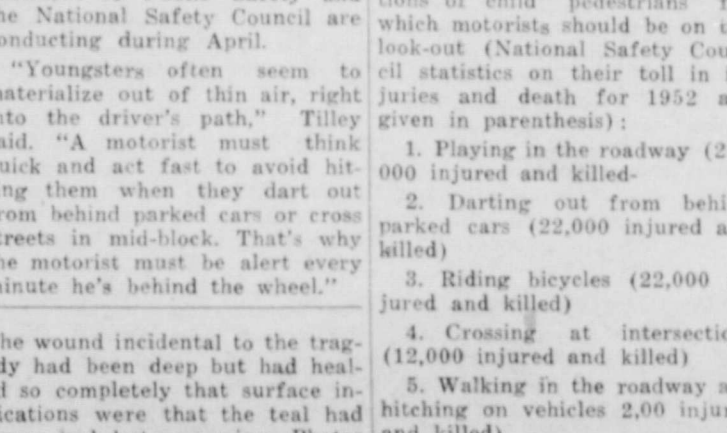 he National Safety Council are
onducting during April.
"Youngsters often seem to
aterialize out of thin air, right
to the driver's path," Tilley
aid. "A motorist must think
uick and act fast to avoid hit-
ng them when they dart out
rom behind parked cars or cross
treets in mid-block. That's why
he motorist must be alert every
inute he's behind the wheel."
he wound incidental to the trag-
dy had been deep but had heal-
d so completely that surface in-
ications were that the teal had
tions of child pedestrians
which motorists should be on
look-out (National Safety Cou
cil statistics on their toll in
juries and death for 1952 a
given in parenthesis):
1. Playing in the roadway (2
000 injured and killed-
2. Darting out from behi
parked cars (22,000 injured a
killed)
3. Riding bicycles (22,000
jured and killed)
4. Crossing at intersectio
(12,000 injured and killed)
5. Walking in the roadway a
hitching on vehicles 2,00 inju
and killed)